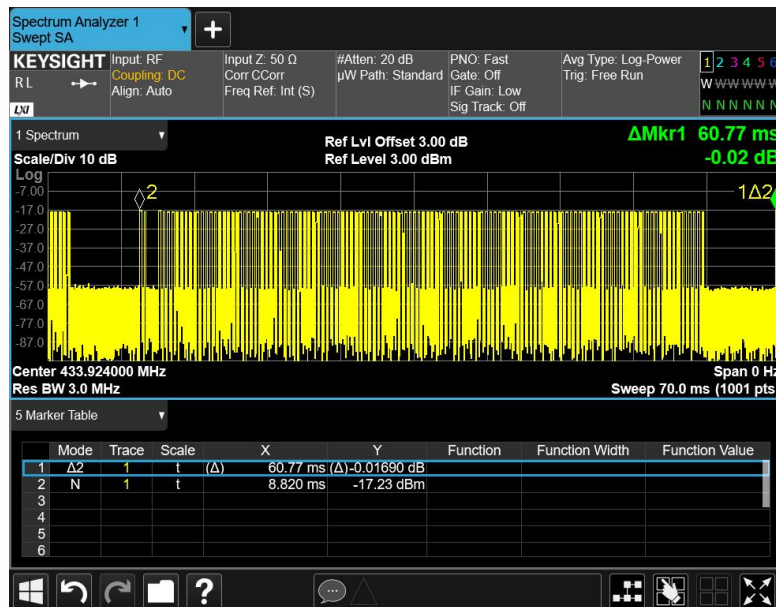 Spectrum Analyzer 1
Swept SA
+
KEYSIGHT
RL
LXI
Input: RF
Coupling: DC
Align: Auto
Input Z: 50 Ω
Corr CCorr
Freq Ref: Int (S)
#Atten: 20 dB
µW Path: Standard
PNO: Fast
Gate: Off
IF Gain: Low
Sig Track: Off
Avg Type: Log-Power
Trig: Free Run
1 2 3 4 5 6
W W W W W W
N N N N N
1 Spectrum
Scale/Div 10 dB
Ref Lvl Offset 3.00 dB
Ref Level 3.00 dBm
ΔMkr1 60.77 ms
-0.02 dB
Log
-7.00
-17.0
-27.0
-37.0
-47.0
-57.0
-67.0
-77.0
-87.0
2
1Δ2
Center 433.924000 MHz
Res BW 3.0 MHz
Span 0 Hz
Sweep 70.0 ms (1001 pts
5 Marker Table
Mode Trace Scale X Y Function Function Width Function Value
1 Δ2 1 t (Δ) 60.77 ms (Δ)-0.01690 dB
2 N 1 t 8.820 ms -17.23 dBm
3
4
5
6
?